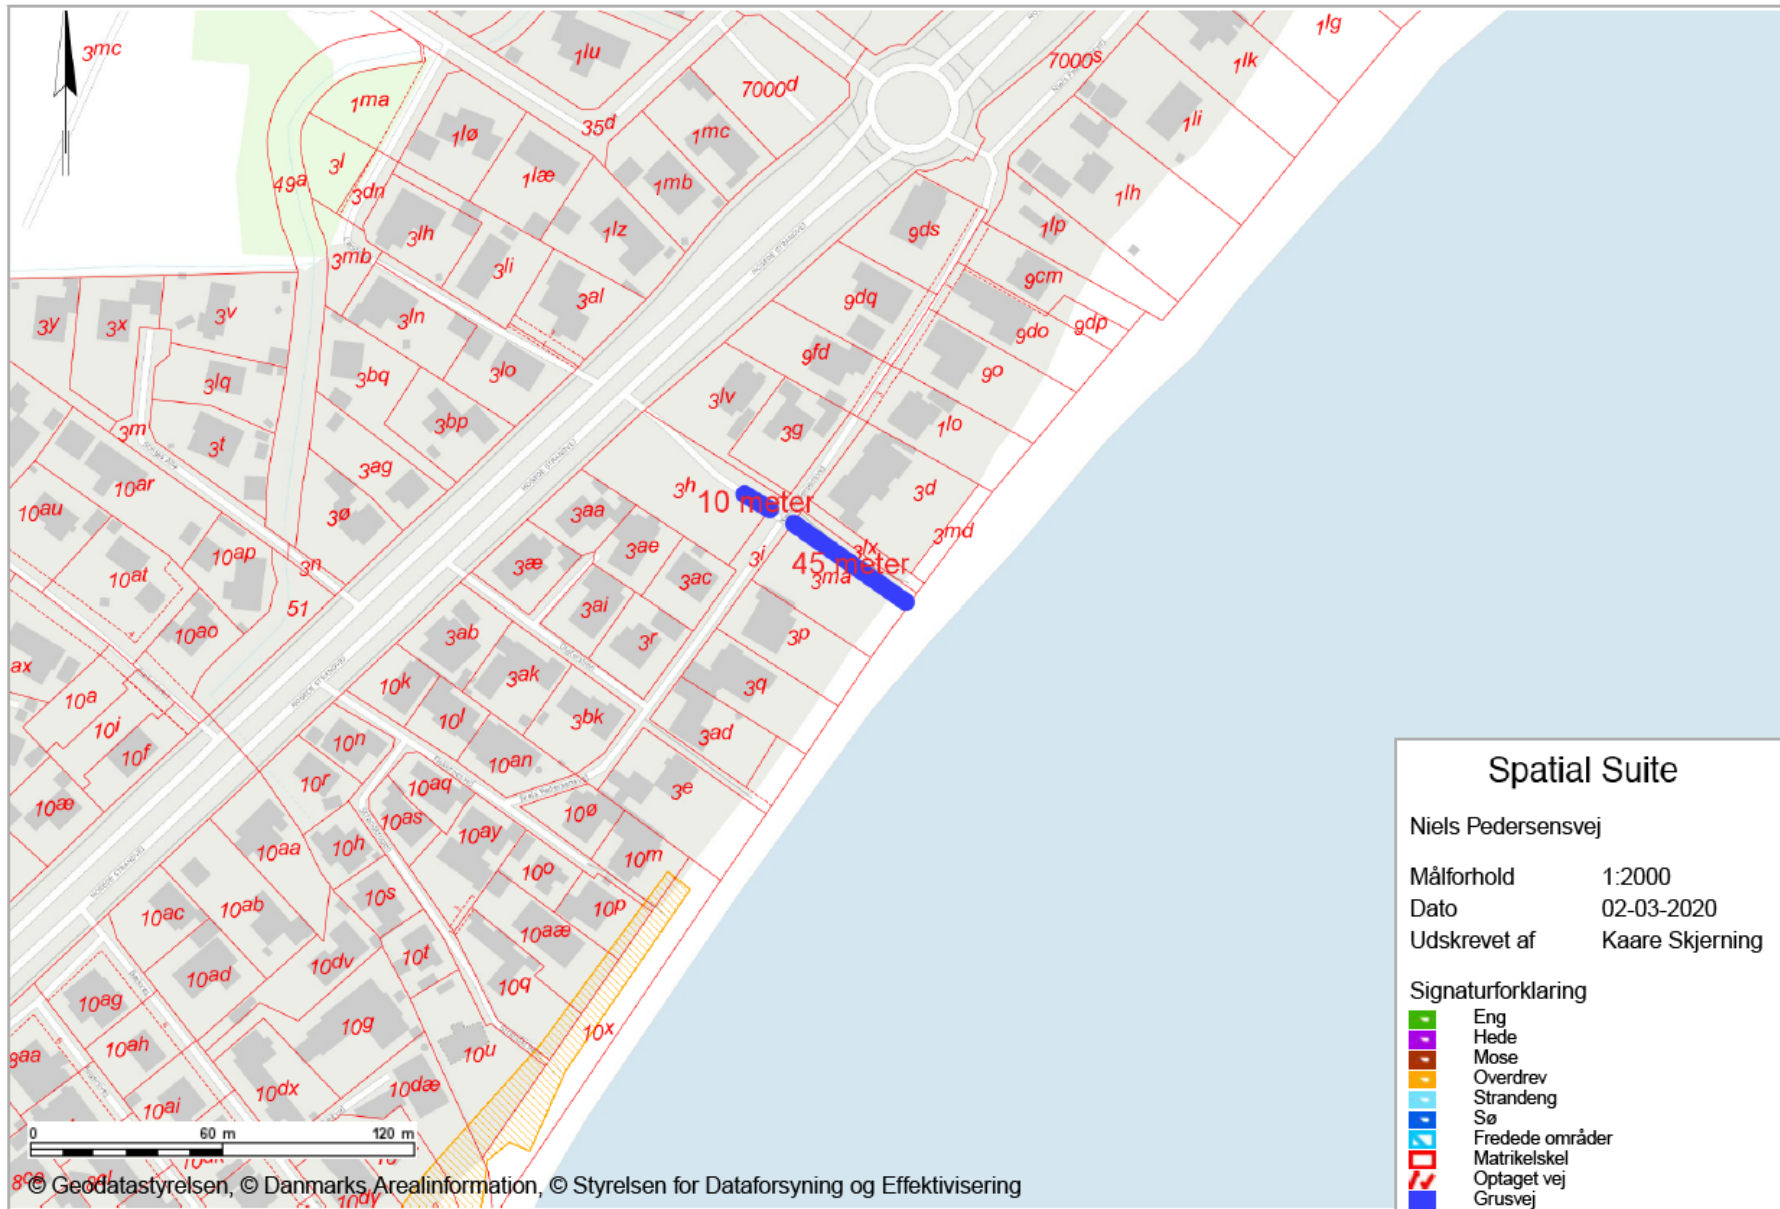 3mc
1lu
1lg
1lk
7000s
7000d
1ma
35d
1mc
1li
1lø
3l
1læ
1mb
49a
3dn
1lh
1lz
9ds
1lp
3lh
3mb
3li
9cm
3al
9dq
3ln
3v
3y
3x
9dp
9do
9fd
9o
3lo
3bq
3lq
3lv
3bp
1lo
3g
3m
3t
3ag
10ar
3h
3d
10 meter
10au
3ø
3aa
3md
3ae
3lx
10ap
3i
45 meter
3n
3æ
3ac
3ma
10at
51
3ai
10ao
3r
3p
3ab
ax
3ak
3q
10k
10a
10l
3bk
10i
3ad
10n
10f
10an
10r
10aq
3e
10æ
10ø
10as
10ay
10h
10aa
10m
10o
10s
10ab
10p
10ac
10aæ
10t
10dv
10ad
10q
10ag
10g
10x
10ah
10u
8aa
10dæ
10dx
10ai
HOSEDE STRANDVEJ
Niels Pedersensvej
0 60 m 120 m
10dy
© Geodatastyrelsen, © Danmarks Arealinformation, © Styrelsen for Dataforsyning og Effektivisering
Spatial Suite
Niels Pedersensvej
Målforhold 1:2000
Dato 02-03-2020
Udskrevet af Kaare Skjerning
Signaturforklaring
Eng
Hede
Mose
Overdrev
Strandeng
Sø
Fredede områder
Matrikelskel
Optaget vej
Grusvej